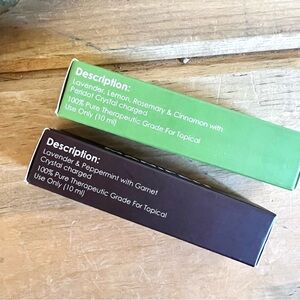 Description:
Lavender, Lemon, Rosemary & Cinnamon with
Peridot Crystal charged
100% Pure Therapeutic Grade For Topical
Use Only (10 ml)
Description:
Lavender & Peppermint with Garnet
Crystal charged
100% Pure Therapeutic Grade For Topical
Use Only (10 ml)